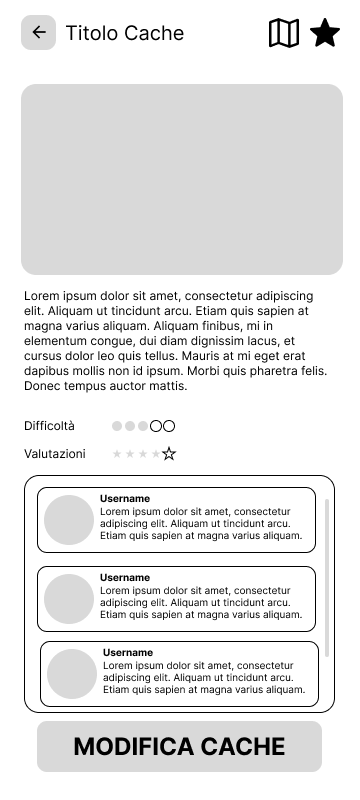 Titolo Cache
Lorem ipsum dolor sit amet, consectetur adipiscing
elit. Aliquam ut tincidunt arcu. Etiam quis sapien at
magna varius aliquam. Aliquam finibus, mi in
elementum congue, dui diam dignissim lacus, et
cursus dolor leo quis tellus. Mauris at mi eget erat
dapibus mollis non id ipsum. Morbi quis pharetra felis.
Donec tempus auctor mattis.
Difficoltà
Valutazioni
Username
Lorem ipsum dolor sit amet, consectetur
adipiscing elit. Aliquam ut tincidunt arcu.
Etiam quis sapien at magna varius aliquam.
Username
Lorem ipsum dolor sit amet, consectetur
adipiscing elit. Aliquam ut tincidunt arcu.
Etiam quis sapien at magna varius aliquam.
Username
Lorem ipsum dolor sit amet, consectetur
adipiscing elit. Aliquam ut tincidunt arcu.
Etiam quis sapien at magna varius aliquam.
MODIFICA CACHE